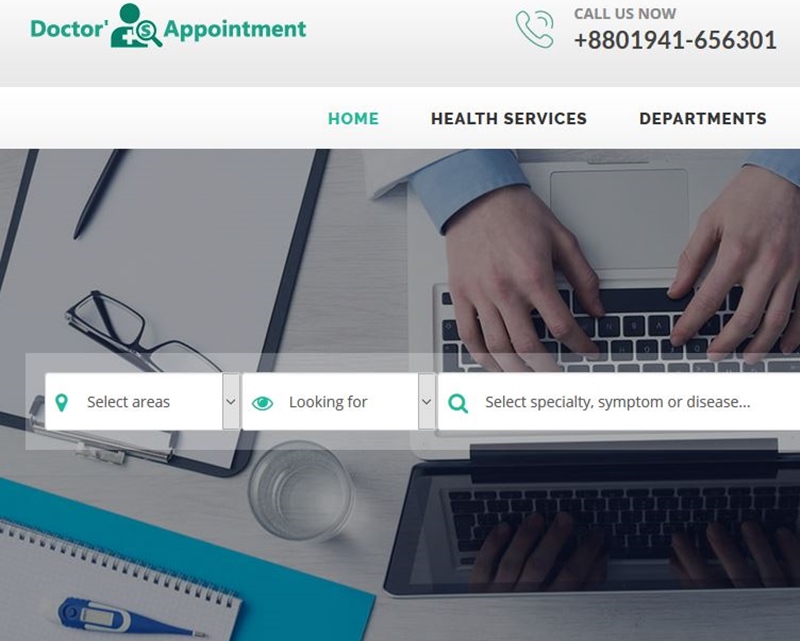 Doctor' Appointment
CALL US NOW
+8801941-656301
HOME HEALTH SERVICES DEPARTMENTS
Select areas Looking for Select specialty, symptom or disease...